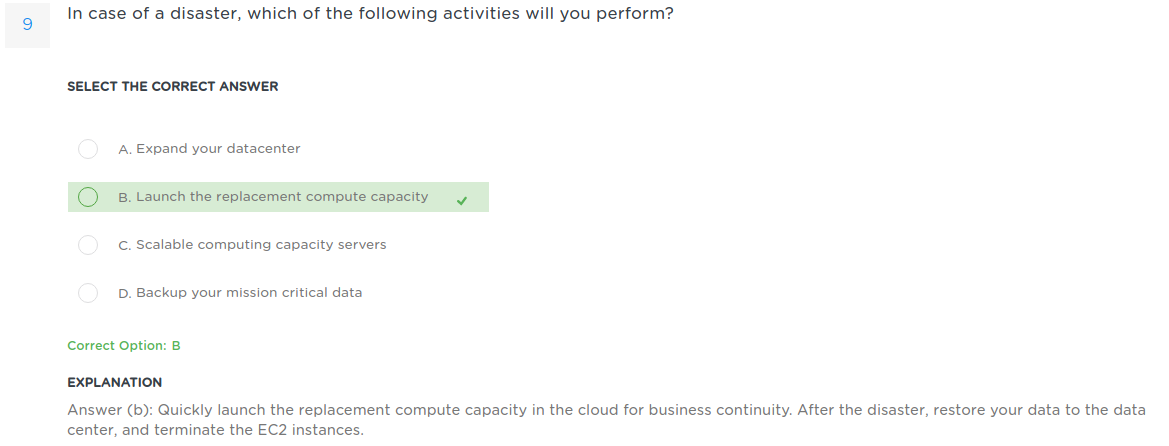 9
In case of a disaster, which of the following activities will you perform?
SELECT THE CORRECT ANSWER
A. Expand your datacenter
B. Launch the replacement compute capacity
C. Scalable computing capacity servers
D. Backup your mission critical data
Correct Option: B
EXPLANATION
Answer (b): Quickly launch the replacement compute capacity in the cloud for business continuity. After the disaster, restore your data to the data
center, and terminate the EC2 instances.